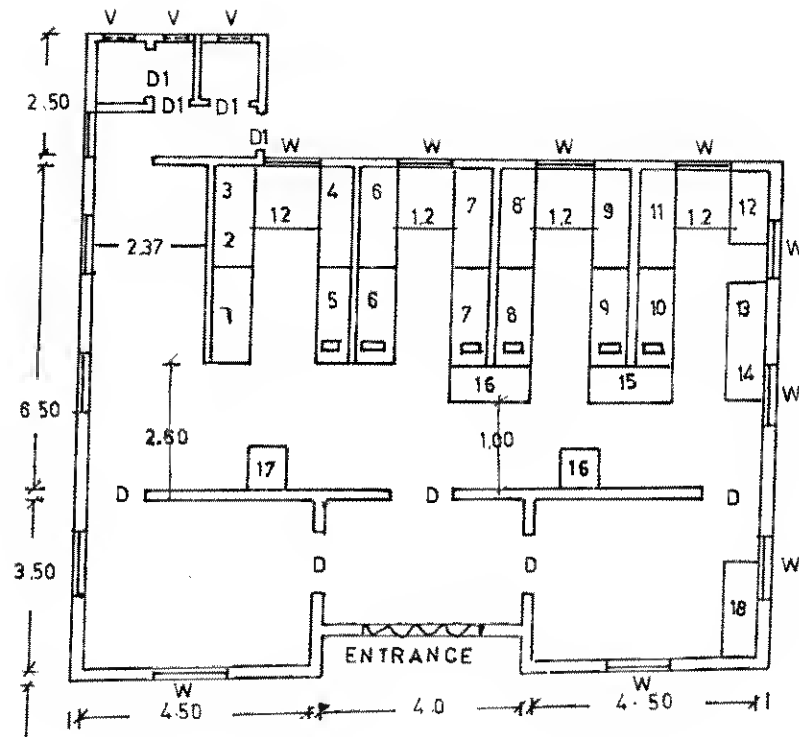 V V V
D1
2.50
D1 D1
D1 W W W W
3 4 6 7 8 9 11 12
12 1.2 1.2 1.2
2 W
2.37
1 5 6 7 8 9 10 13
16 15 14 W
6.50
2.60 1.00
17 16
D D D
3.50 D D W
18
ENTRANCE
W W
4.50 4.0 4.50